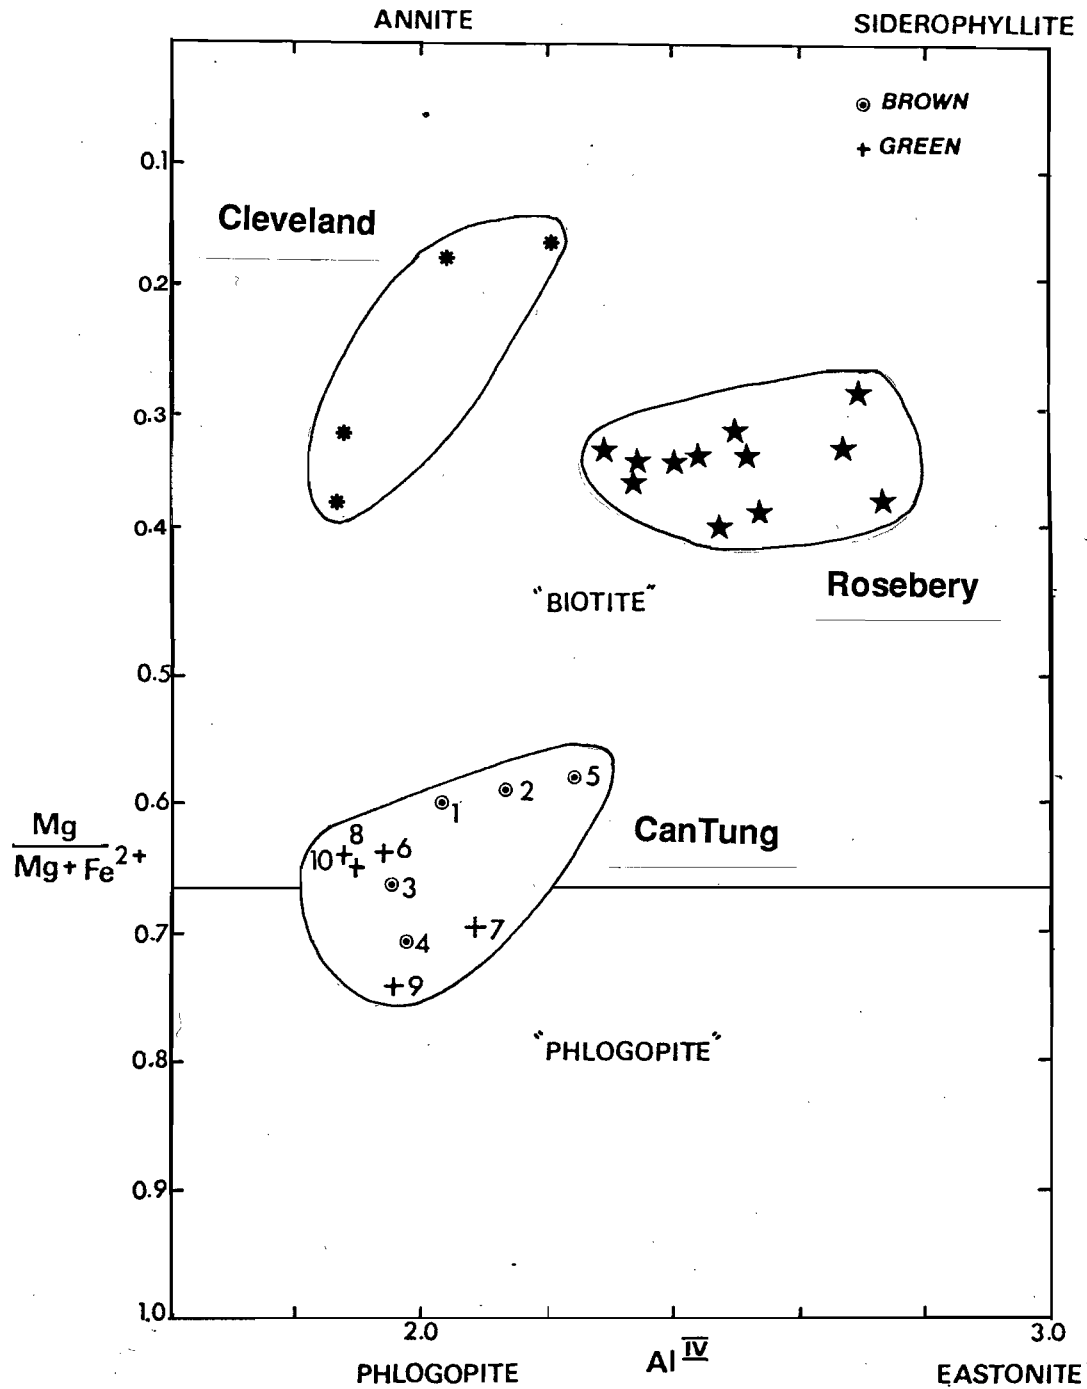 ANNITE SIDEROPHYLLITE
BROWN
+ GREEN
0.1
Cleveland
0.2
0.3
0.4
Rosebery
"BIOTITE"
0.5
5
2
0.6
1
CanTung
Mg
Mg+Fe2+
8
6
10
3
0.7
7
4
9
"PHLOGOPITE"
0.8
0.9
1.0
2.0 3.0
Al IV
PHLOGOPITE EASTONITE